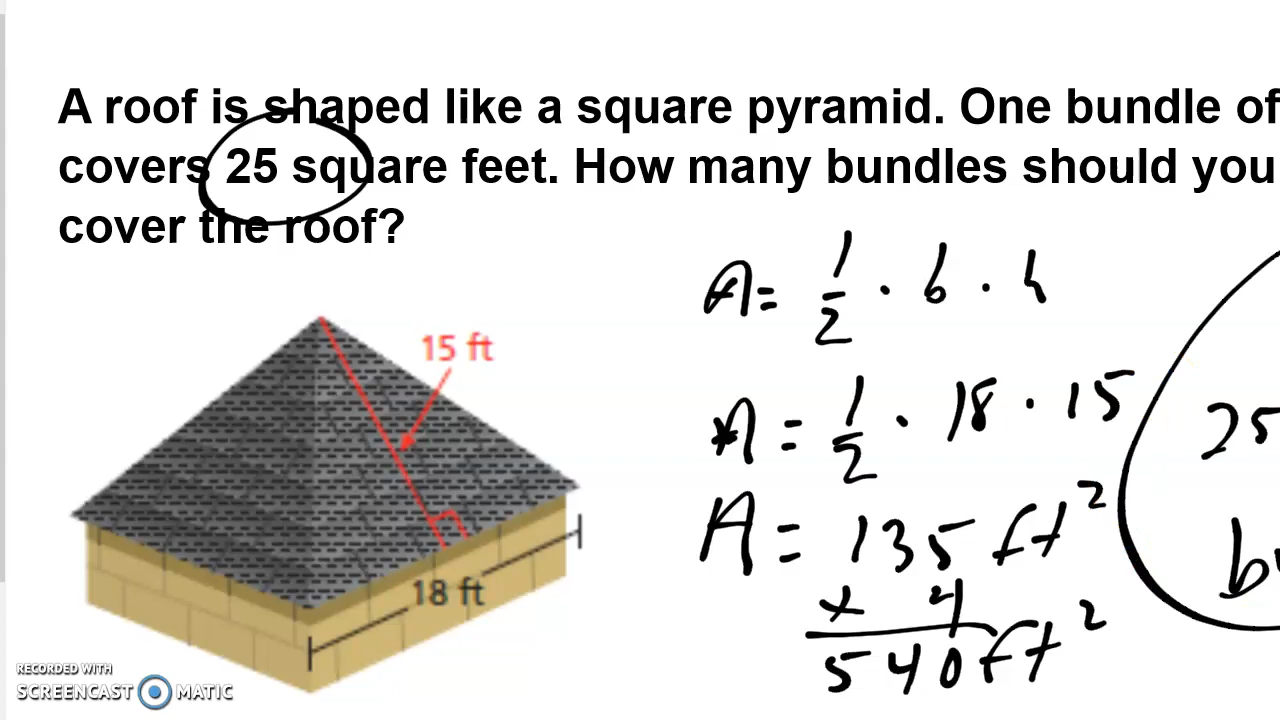 A roof is shaped like a square pyramid. One bundle of
covers 25 square feet. How many bundles should you
cover the roof?
A = 1/2 · b · h
15 ft
A = 1/2 · 18 · 15
25
A = 135 ft²
x 4
18 ft
540 ft²
RECORDED WITH
SCREENCAST MATIC